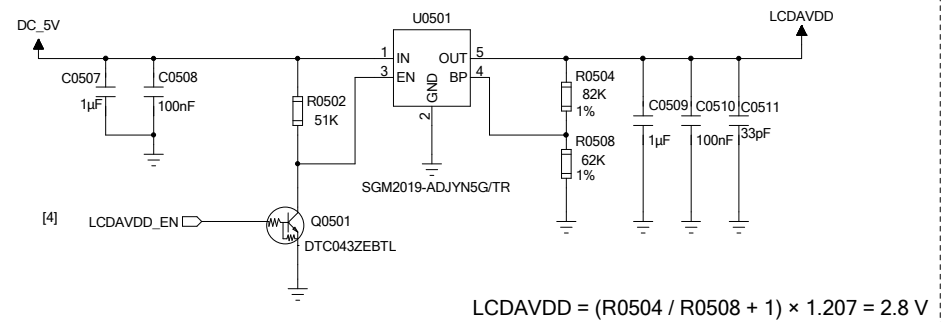 DC_5V
U0501
LCDAVDD
1
IN
OUT
5
3
EN
BP
4
GND
2
C0507
1µF
C0508
100nF
R0502
51K
R0504
82K
1%
R0508
62K
1%
C0509
1µF
C0510
100nF
C0511
33pF
SGM2019-ADJYN5G/TR
[4]
LCDAVDD_EN
Q0501
DTC043ZEBTL
LCDAVDD = (R0504 / R0508 + 1) × 1.207 = 2.8 V